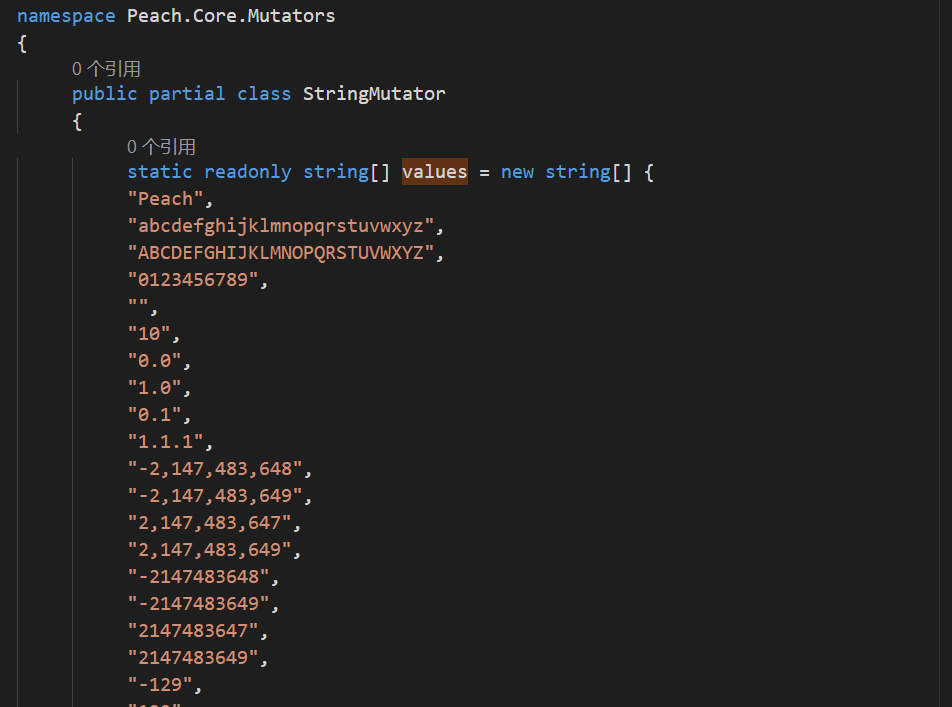 namespace Peach.Core.Mutators
{
0 个引用
public partial class StringMutator
{
0 个引用
static readonly string[] values = new string[] {
"Peach",
"abcdefghijklmnopqrstuvwxyz",
"ABCDEFGHIJKLMNOPQRSTUVWXYZ",
"0123456789",
"",
"10",
"0.0",
"1.0",
"0.1",
"1.1.1",
"-2,147,483,648",
"-2,147,483,649",
"2,147,483,647",
"2,147,483,649",
"-2147483648",
"-2147483649",
"2147483647",
"2147483649",
"-129",